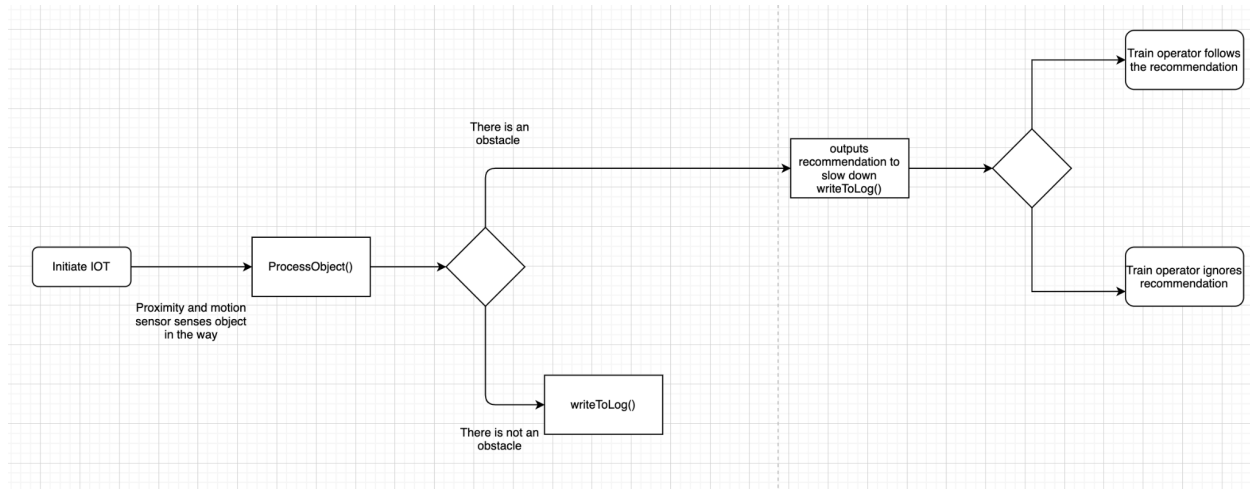 Initiate IOT
Proximity and motion
sensor senses object
in the way
ProcessObject()
There is an
obstacle
There is not an
obstacle
writeToLog()
outputs
recommendation to
slow down
writeToLog()
Train operator follows
the recommendation
Train operator ignores
recommendation